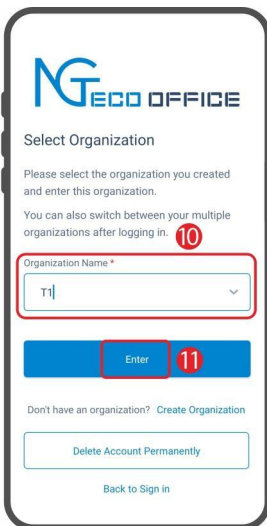 NG ECO OFFICE
Select Organization
Please select the organization you created
and enter this organization.
You can also switch between your multiple
organizations after logging in.
10
Organization Name *
T1
Enter
11
Don't have an organization? Create Organization
Delete Account Permanently
Back to Sign in